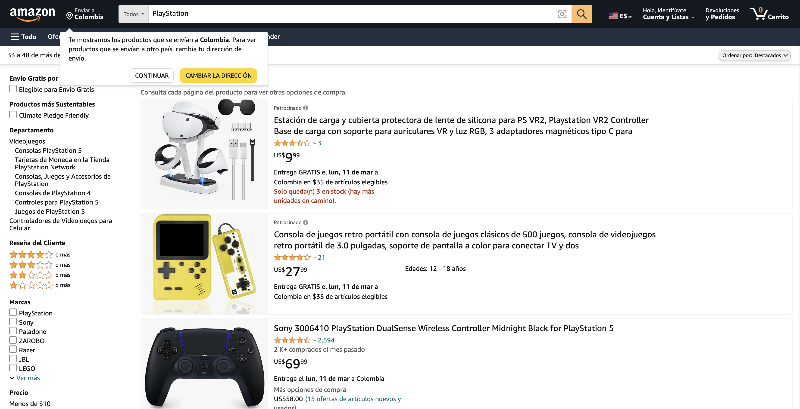 amazon
Enviar a
Colombia
Todos
PlayStation
ES
Hola, identifícate
Cuenta y Listas
Devoluciones
y Pedidos
0
Carrito
Todo
Te mostramos los productos que se envían a Colombia. Para ver
productos que se envían a otro país, cambia tu dirección de
envío.
CONTINUAR
CAMBIAR LA DIRECCIÓN
Ordenar por: Destacados
Envío Gratis por
Elegible para Envío Gratis
Productos más Sustentables
Climate Pledge Friendly
Departamento
Videojuegos
Consolas PlayStation 5
Tarjetas de Moneda en la Tienda
PlayStation Network
Consolas, Juegos y Accesorios de
PlayStation
Consolas de PlayStation 4
Controles para PlayStation 5
Juegos de PlayStation 5
Controladores de Videojuegos para
Celular
Reseña del Cliente
o más
o más
o más
o más
Marcas
PlayStation
Sony
Paladone
ZAROBO
Razer
JBL
LEGO
Ver más
Precio
Menos de $10
Consulta cada página del producto para ver otras opciones de compra.
Patrocinado
Estación de carga y cubierta protectora de lente de silicona para PS VR2, Playstation VR2 Controller
Base de carga con soporte para auriculares VR y luz RGB, 3 adaptadores magnéticos tipo C para
3
US$9.99
Entrega GRATIS el lun, 11 de mar a
Colombia en $35 de artículos elegibles
Solo queda(n) 3 en stock (hay más
unidades en camino).
Patrocinado
Consola de juegos retro portátil con consola de juegos clásicos de 500 juegos, consola de videojuegos
retro portátil de 3.0 pulgadas, soporte de pantalla a color para conectar TV y dos
21
US$27.99
Edades: 12 - 18 años
Entrega GRATIS el lun, 11 de mar a
Colombia en $35 de artículos elegibles
Sony 3006410 PlayStation DualSense Wireless Controller Midnight Black for PlayStation 5
2,594
2 K+ comprados el mes pasado
US$69.99
Entrega el lun, 11 de mar a Colombia
Más opciones de compra
US$58.00 (15 ofertas de artículos nuevos y
usados)